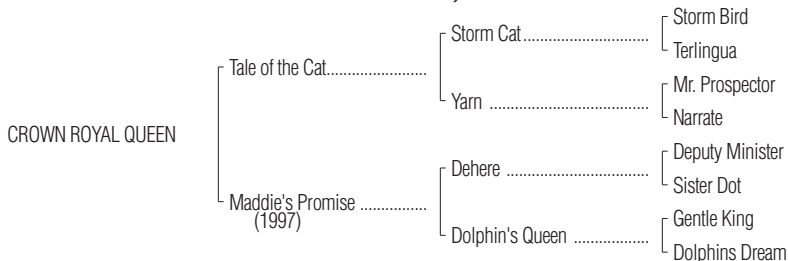 Storm Bird
Storm Cat..................................
Terlingua
Tale of the Cat...........................
Mr. Prospector
Yarn ...........................................
Narrate
CROWN ROYAL QUEEN
Deputy Minister
Dehere ......................................
Sister Dot
Maddie's Promise ..................
(1997)
Gentle King
Dolphin's Queen ....................
Dolphins Dream